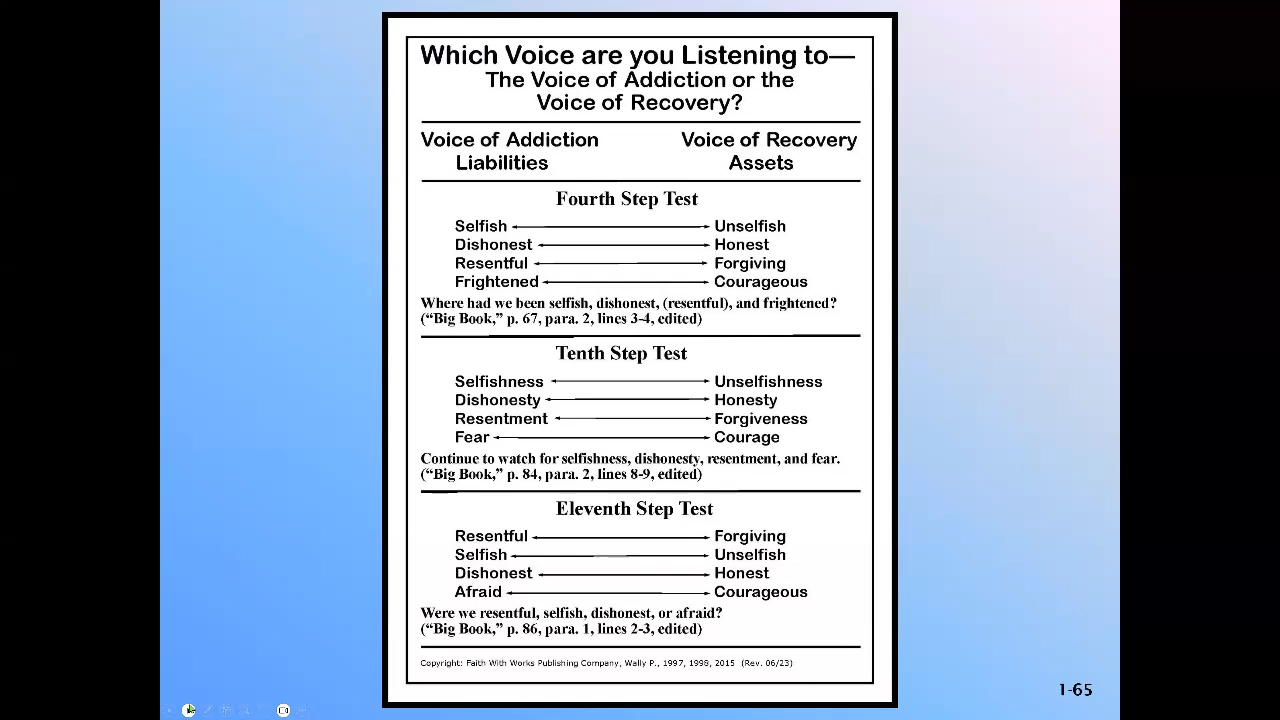 Which Voice are you Listening to—
The Voice of Addiction or the
Voice of Recovery?
Voice of Addiction Voice of Recovery
Liabilities Assets
Fourth Step Test
Selfish Unselfish
Dishonest Honest
Resentful Forgiving
Frightened Courageous
Where had we been selfish, dishonest, (resentful), and frightened?
(“Big Book,” p. 67, para. 2, lines 3-4, edited)
Tenth Step Test
Selfishness Unselfishness
Dishonesty Honesty
Resentment Forgiveness
Fear Courage
Continue to watch for selfishness, dishonesty, resentment, and fear.
(“Big Book,” p. 84, para. 2, lines 8-9, edited)
Eleventh Step Test
Resentful Forgiving
Selfish Unselfish
Dishonest Honest
Afraid Courageous
Were we resentful, selfish, dishonest, or afraid?
(“Big Book,” p. 86, para. 1, lines 2-3, edited)
Copyright: Faith With Works Publishing Company, Wally P., 1997, 1998, 2015 (Rev. 06/23)
1-65